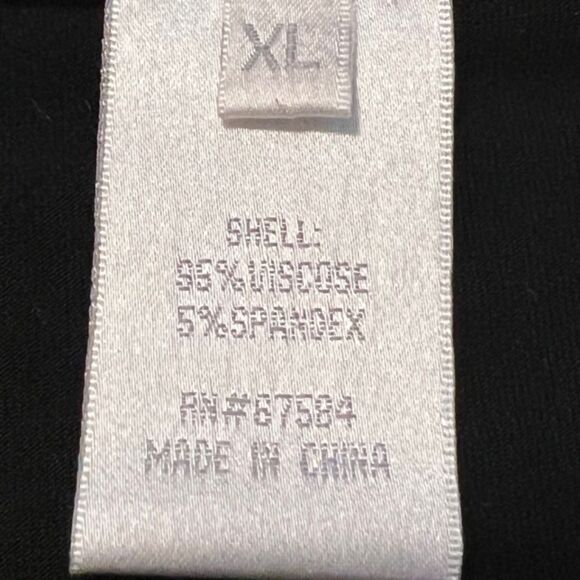 XL
SHELL:
95%VISCOSE
5%SPANDEX
RN#67584
MADE IN CHINA